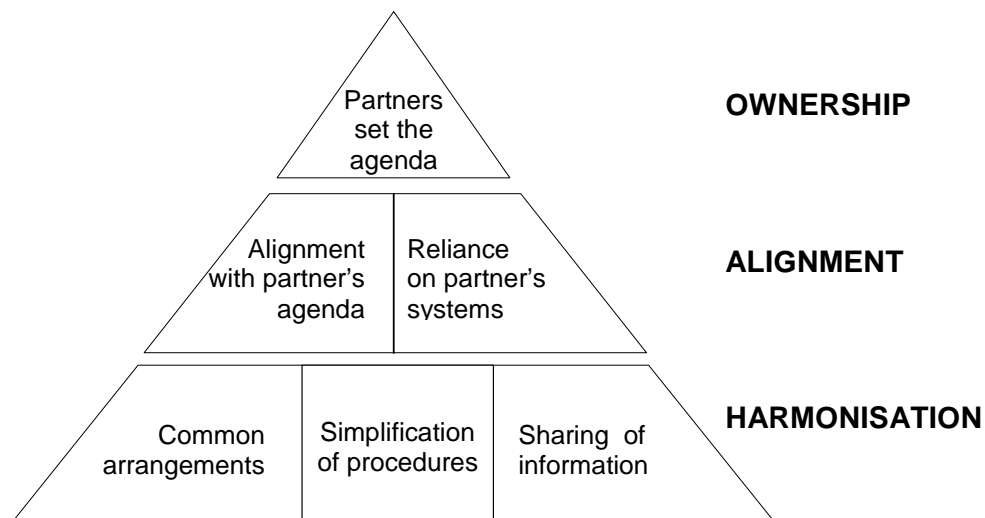 Partners
set the
agenda
OWNERSHIP
Alignment
with partner’s
agenda
Reliance
on partner’s
systems
ALIGNMENT
Common
arrangements
Simplification
of procedures
Sharing of
information
HARMONISATION